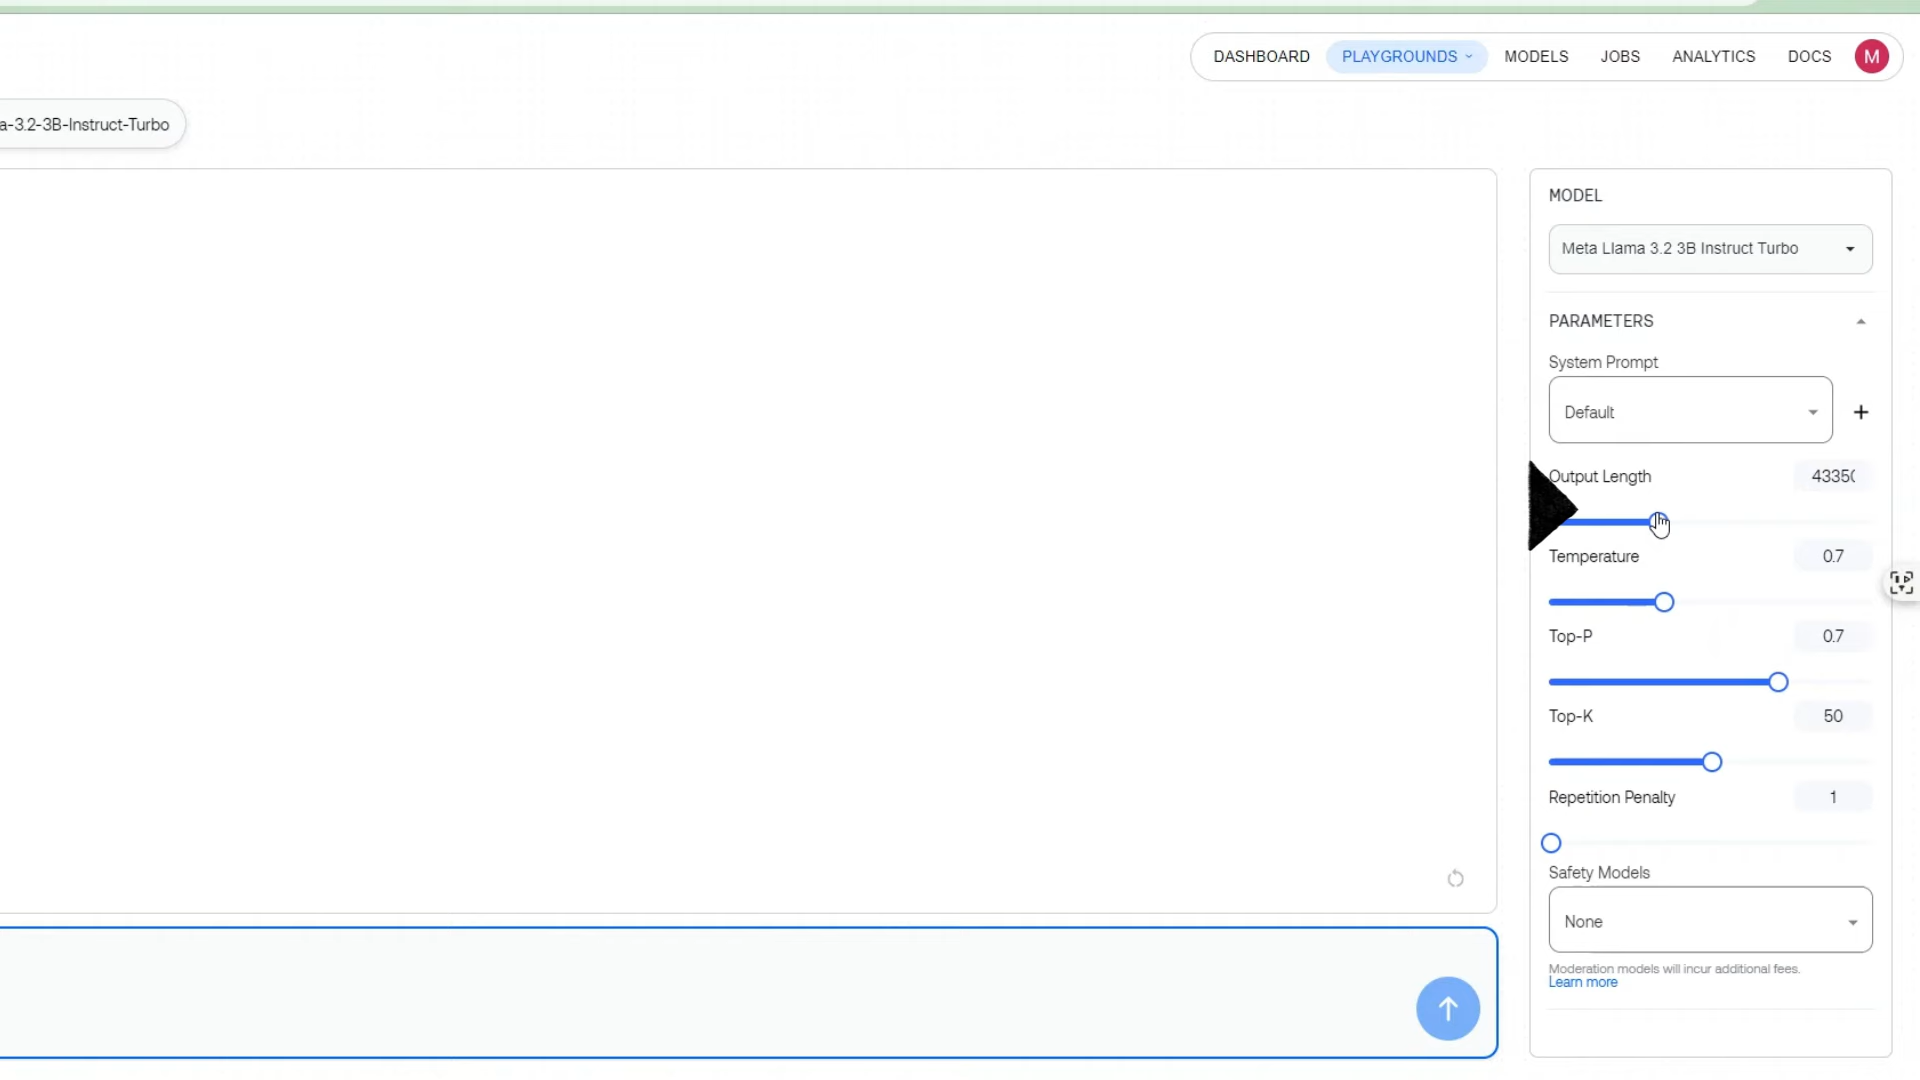 DASHBOARD PLAYGROUNDS MODELS JOBS ANALYTICS DOCS M
a-3.2-3B-Instruct-Turbo
MODEL
Meta Llama 3.2 3B Instruct Turbo
PARAMETERS
System Prompt
Default
Output Length 4335
Temperature 0.7
Top-P 0.7
Top-K 50
Repetition Penalty 1
Safety Models
None
Moderation models will incur additional fees.
Learn more